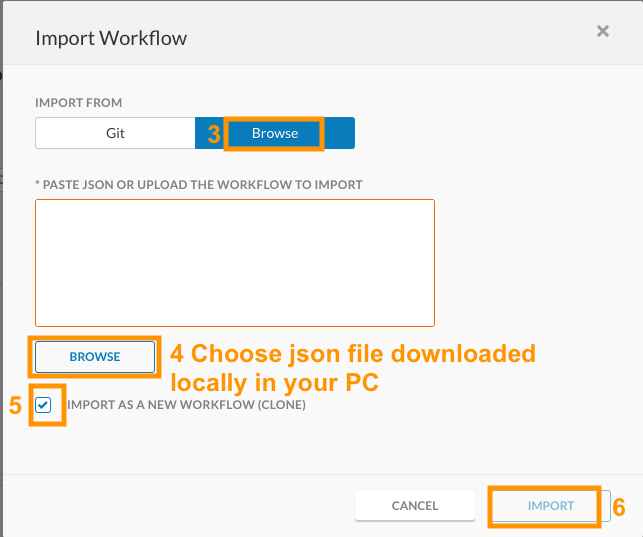 Import Workflow
IMPORT FROM
Git 3 Browse
* PASTE JSON OR UPLOAD THE WORKFLOW TO IMPORT
BROWSE
4 Choose json file downloaded
locally in your PC
5 IMPORT AS A NEW WORKFLOW (CLONE)
CANCEL IMPORT 6